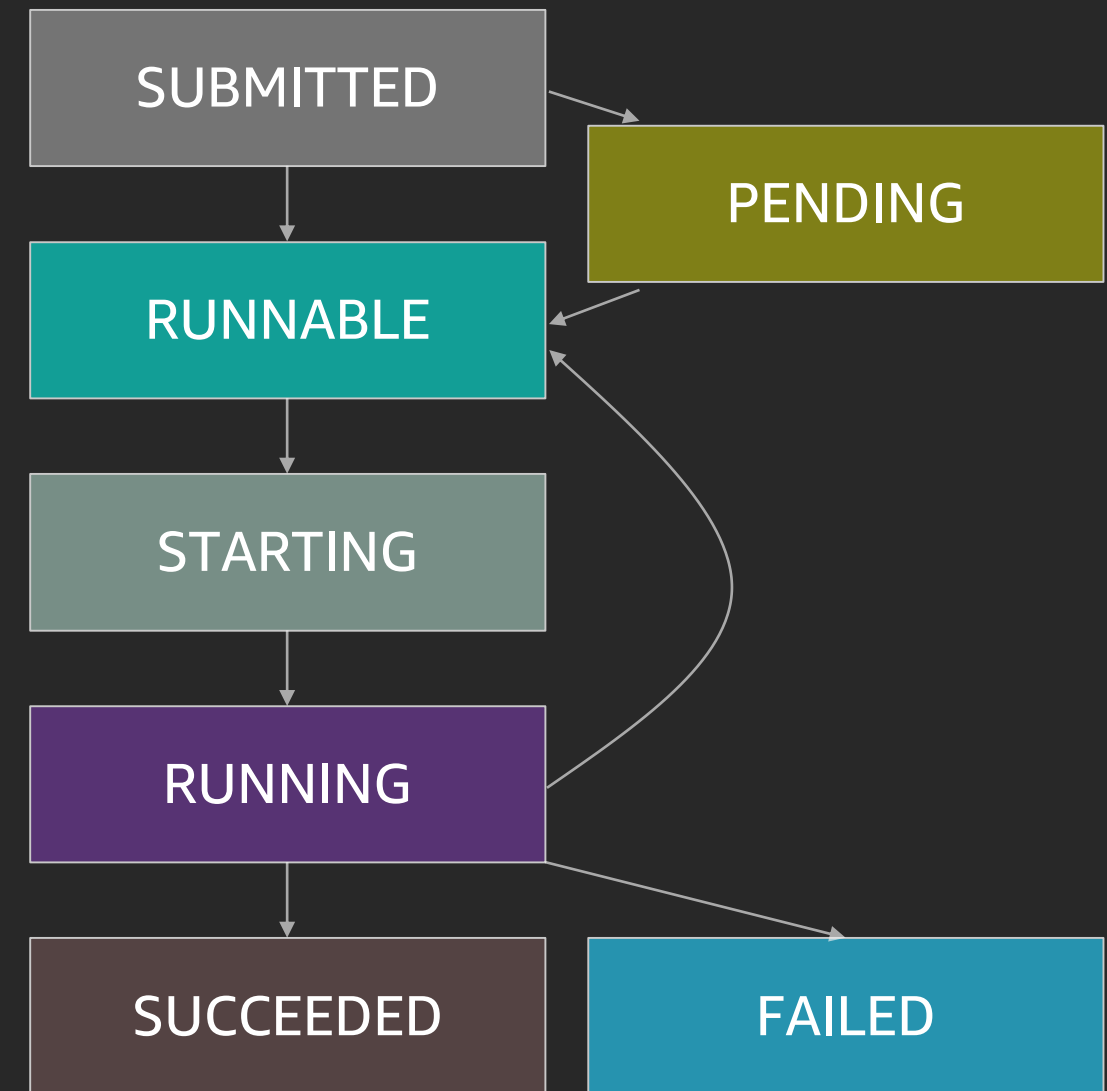 SUBMITTED
PENDING
RUNNABLE
STARTING
RUNNING
SUCCEEDED
FAILED